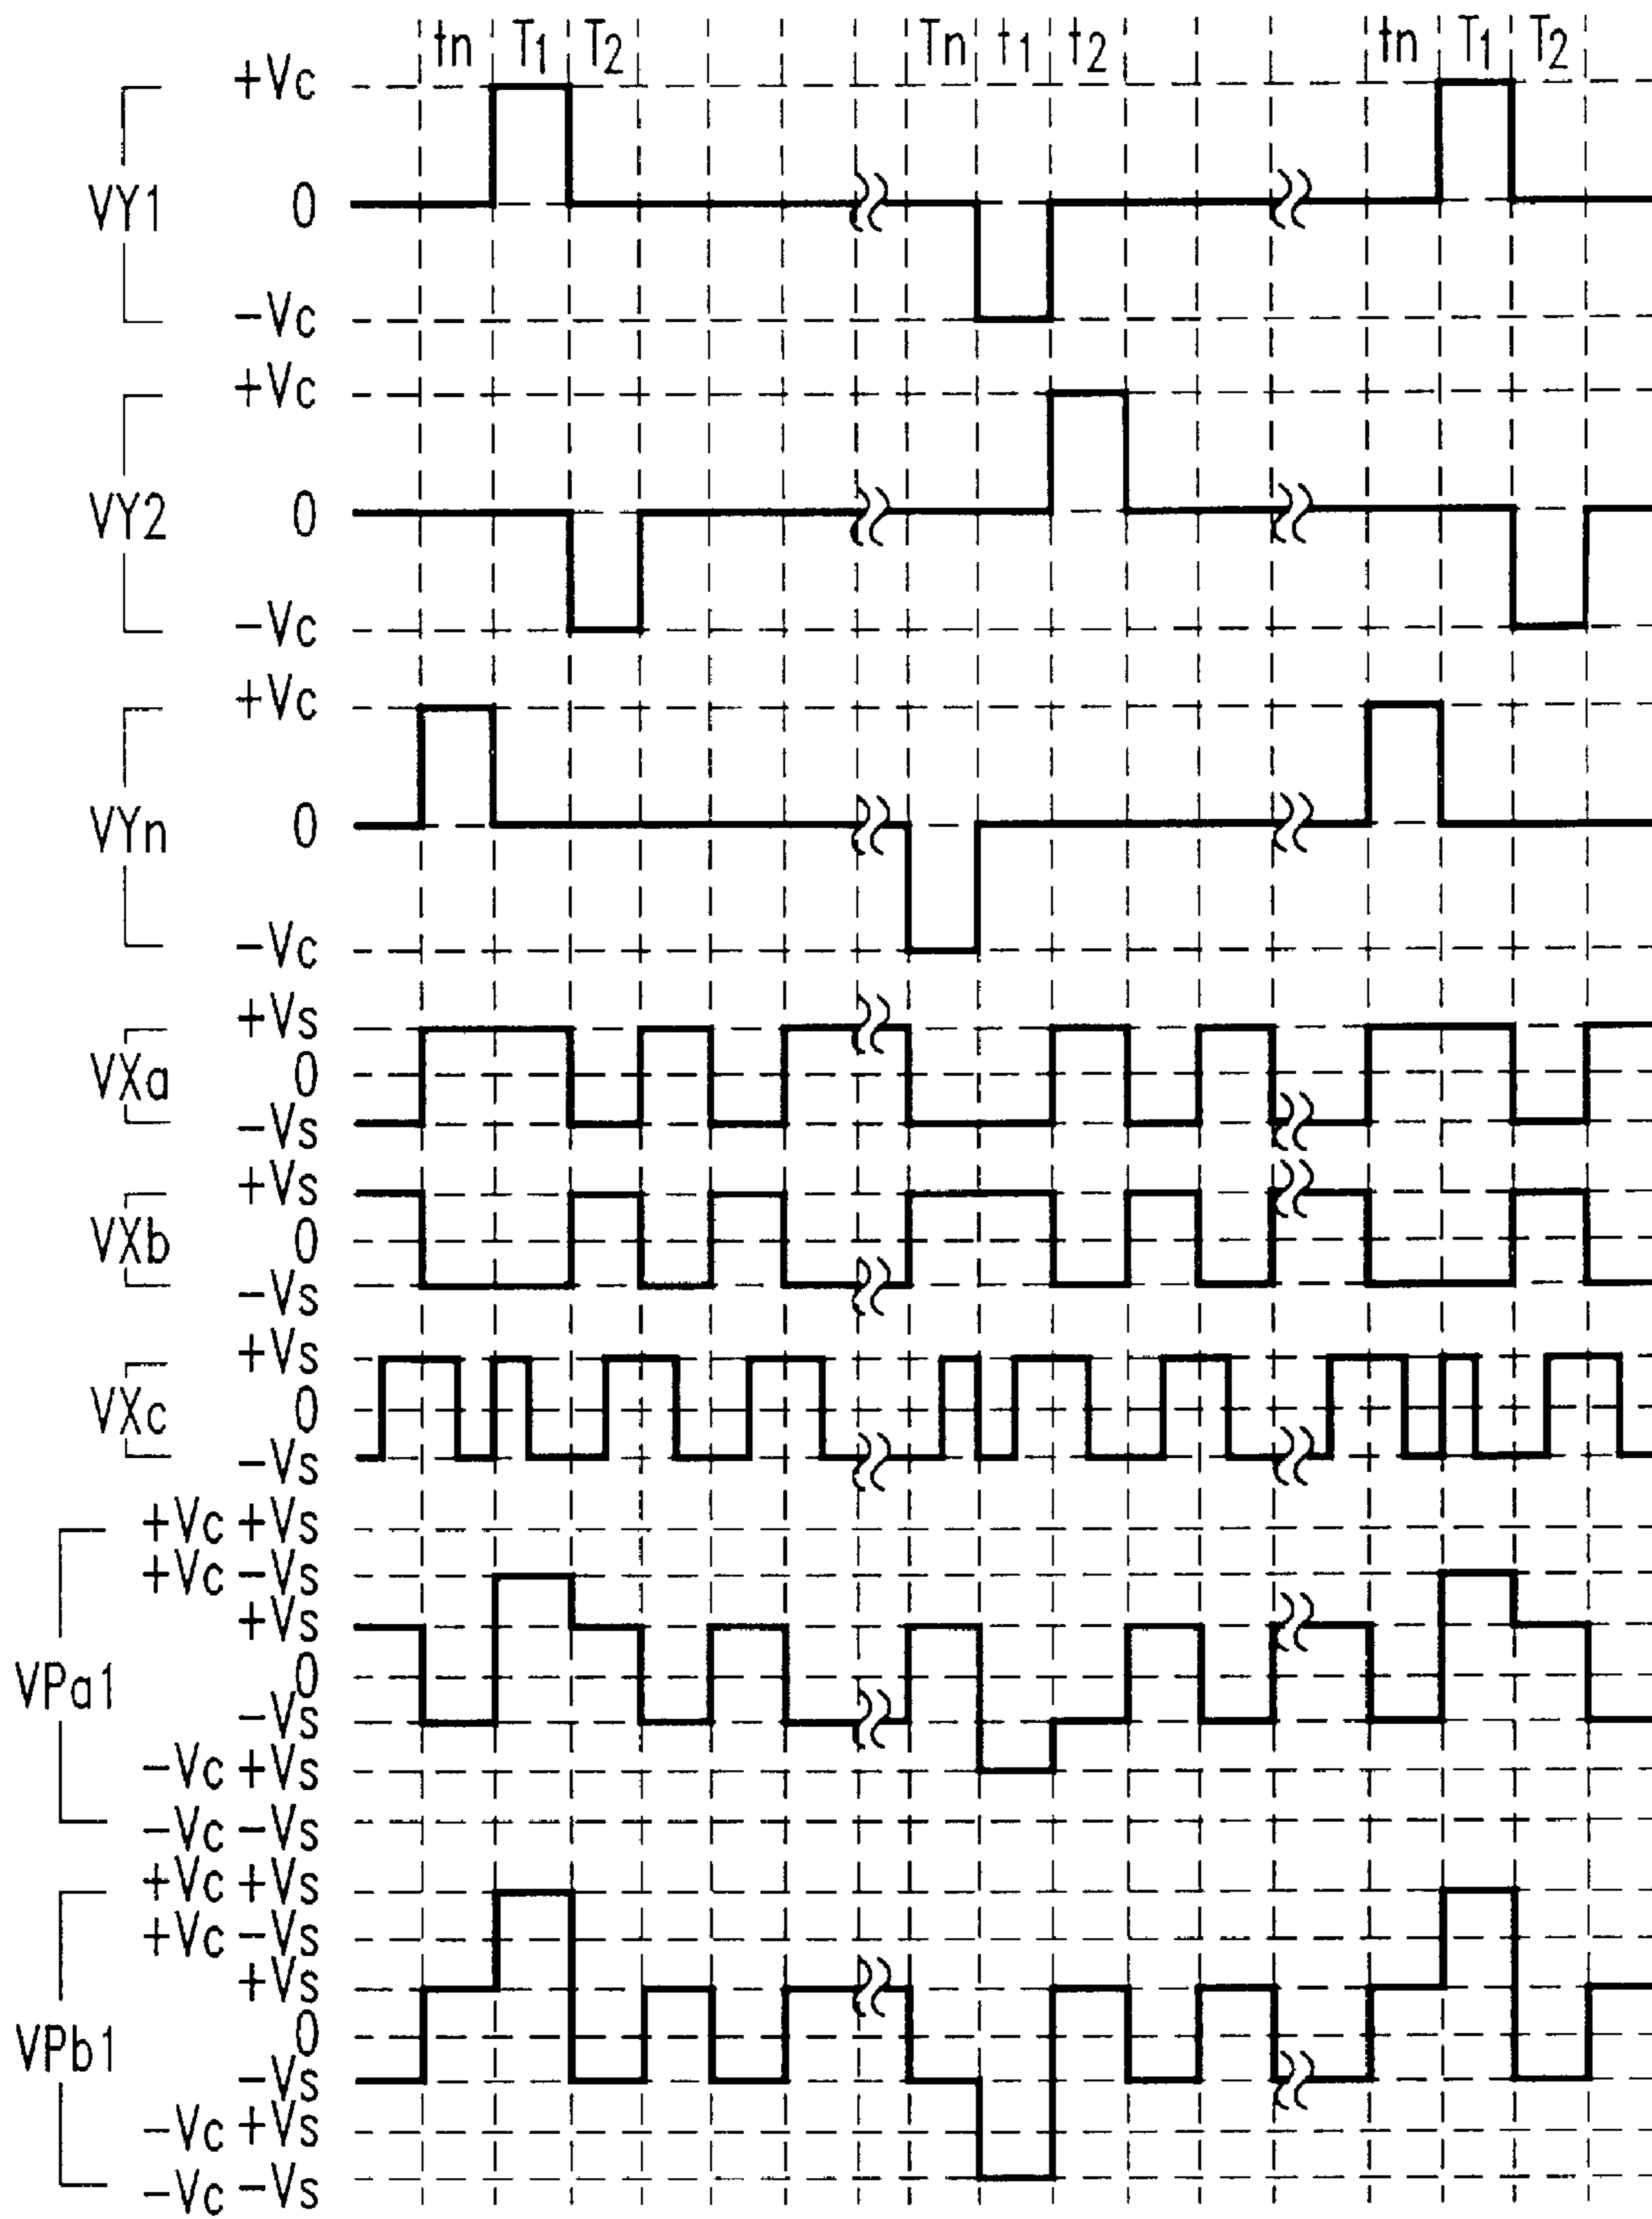 tn T1 T2 Tn t1 t2 tn T1 T2
+Vc
VY1 0
−Vc
+Vc
VY2 0
−Vc
+Vc
VYn 0
−Vc
+Vs
VXa 0
−Vs
+Vs
VXb 0
−Vs
+Vs
VXc 0
−Vs
+Vc +Vs
+Vc −Vs
+Vs
VPa1 0
−Vs
−Vc +Vs
−Vc −Vs
+Vc +Vs
+Vc −Vs
+Vs
VPb1 0
−Vs
−Vc +Vs
−Vc −Vs